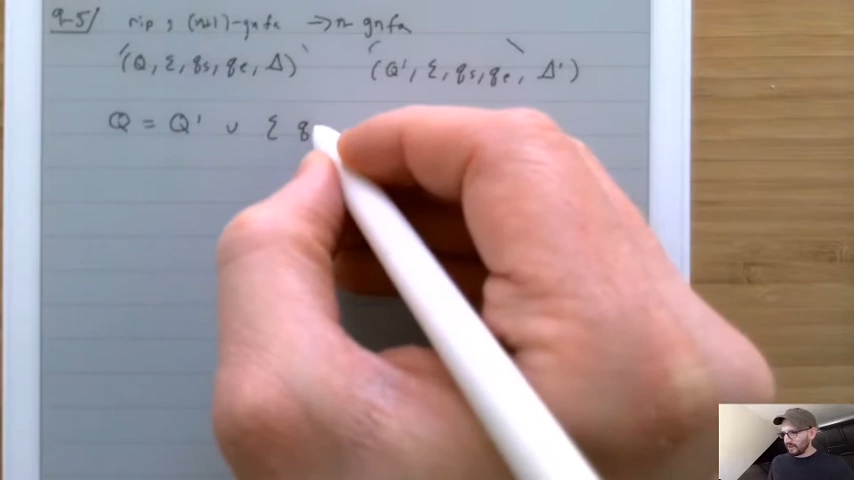 9-5/ rip : (n+1)-gnfa -> n gnfa
(Q, Σ, qs, qe, Δ) (Q', Σ, qs, qe, Δ')
Q = Q' ∪ { q